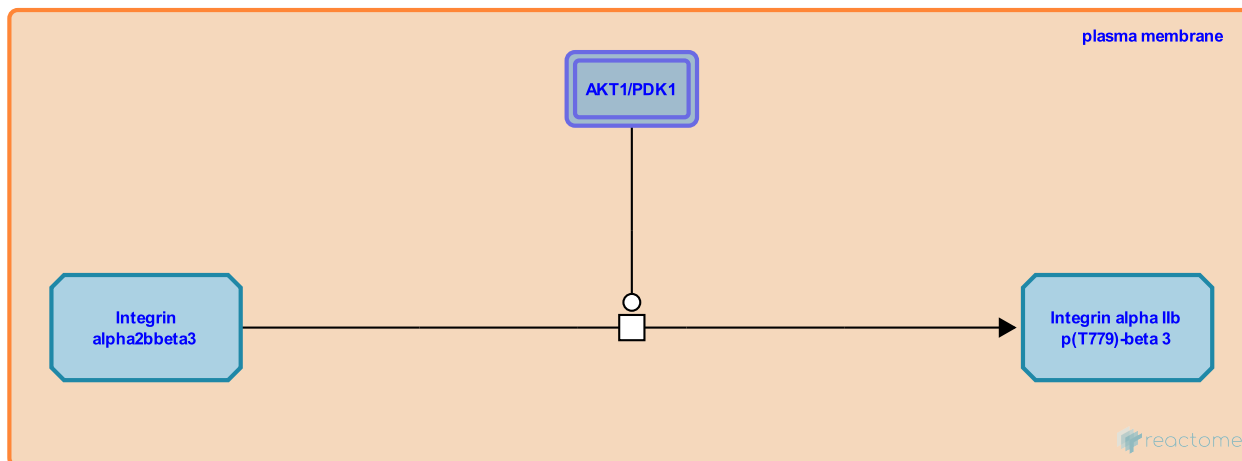 plasma membrane
AKT1/PDK1
Integrin
alpha2bbeta3
Integrin alpha IIb
p(T779)-beta 3
reactome